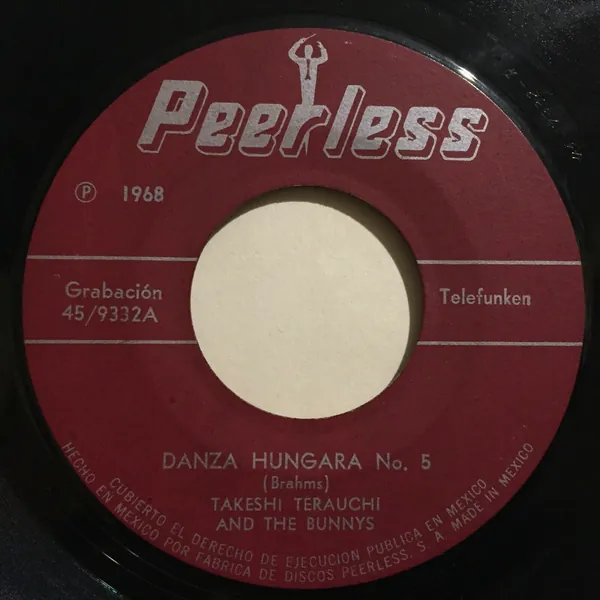 Peerless
Ⓟ 1968
Grabación
45/9332A
Telefunken
DANZA HUNGARA No. 5
(Brahms)
TAKESHI TERAUCHI
AND THE BUNNYS
CUBIERTO EL DERECHO DE EJECUCION PUBLICA EN MEXICO
HECHO EN MEXICO POR FABRICA DE DISCOS PEERLESS. S. A. MADE IN MEXICO